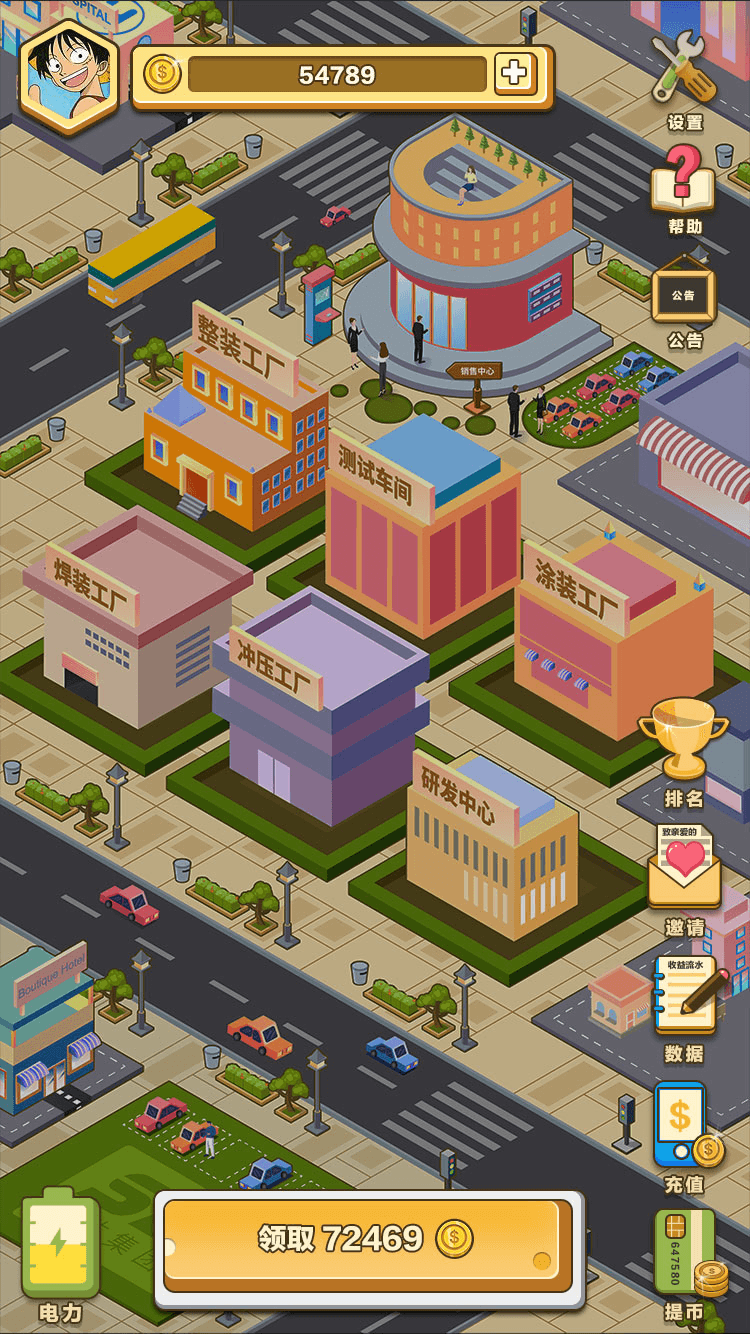 SPITAL
54789
设置
帮助
公告
公告
整装工厂
销售中心
测试车间
焊装工厂
涂装工厂
冲压工厂
研发中心
排名
致亲爱的
邀请
Boutique Hotel
收益流水
数据
充值
领取 72469
电力
647580
提币